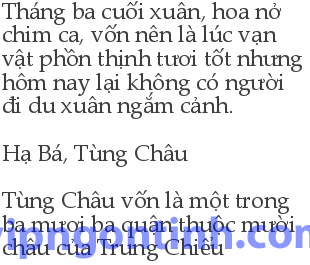 Tháng ba cuối xuân, hoa nở
chim ca, vốn nên là lúc vạn
vật phồn thịnh tươi tốt nhưng
hôm nay lại không có người
đi du xuân ngắm cảnh.
Hạ Bá, Tùng Châu
Tùng Châu vốn là một trong
ba mươi ba quận thuộc mười
châu của Trung Chiếu
vipngontinh.com